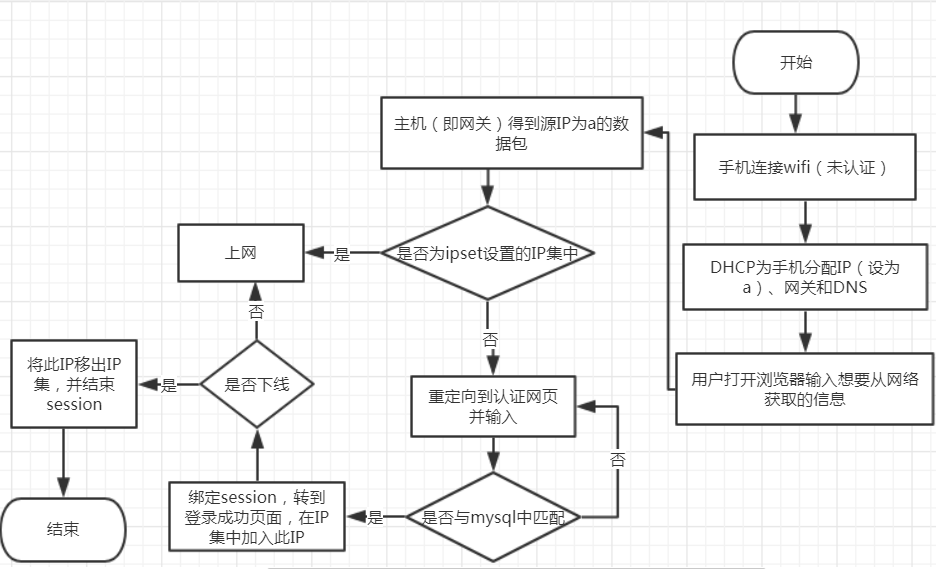 开始
手机连接wifi（未认证）
DHCP为手机分配IP（设为
a）、网关和DNS
用户打开浏览器输入想要从网络
获取的信息
主机（即网关）得到源IP为a的数
据包
是否为ipset设置的IP集中
是
上网
否
重定向到认证网页
并输入
是否与mysql中匹配
否
是
绑定session，转到
登录成功页面，在IP
集中加入此IP
是否下线
否
是
将此IP移出IP
集，并结束
session
结束